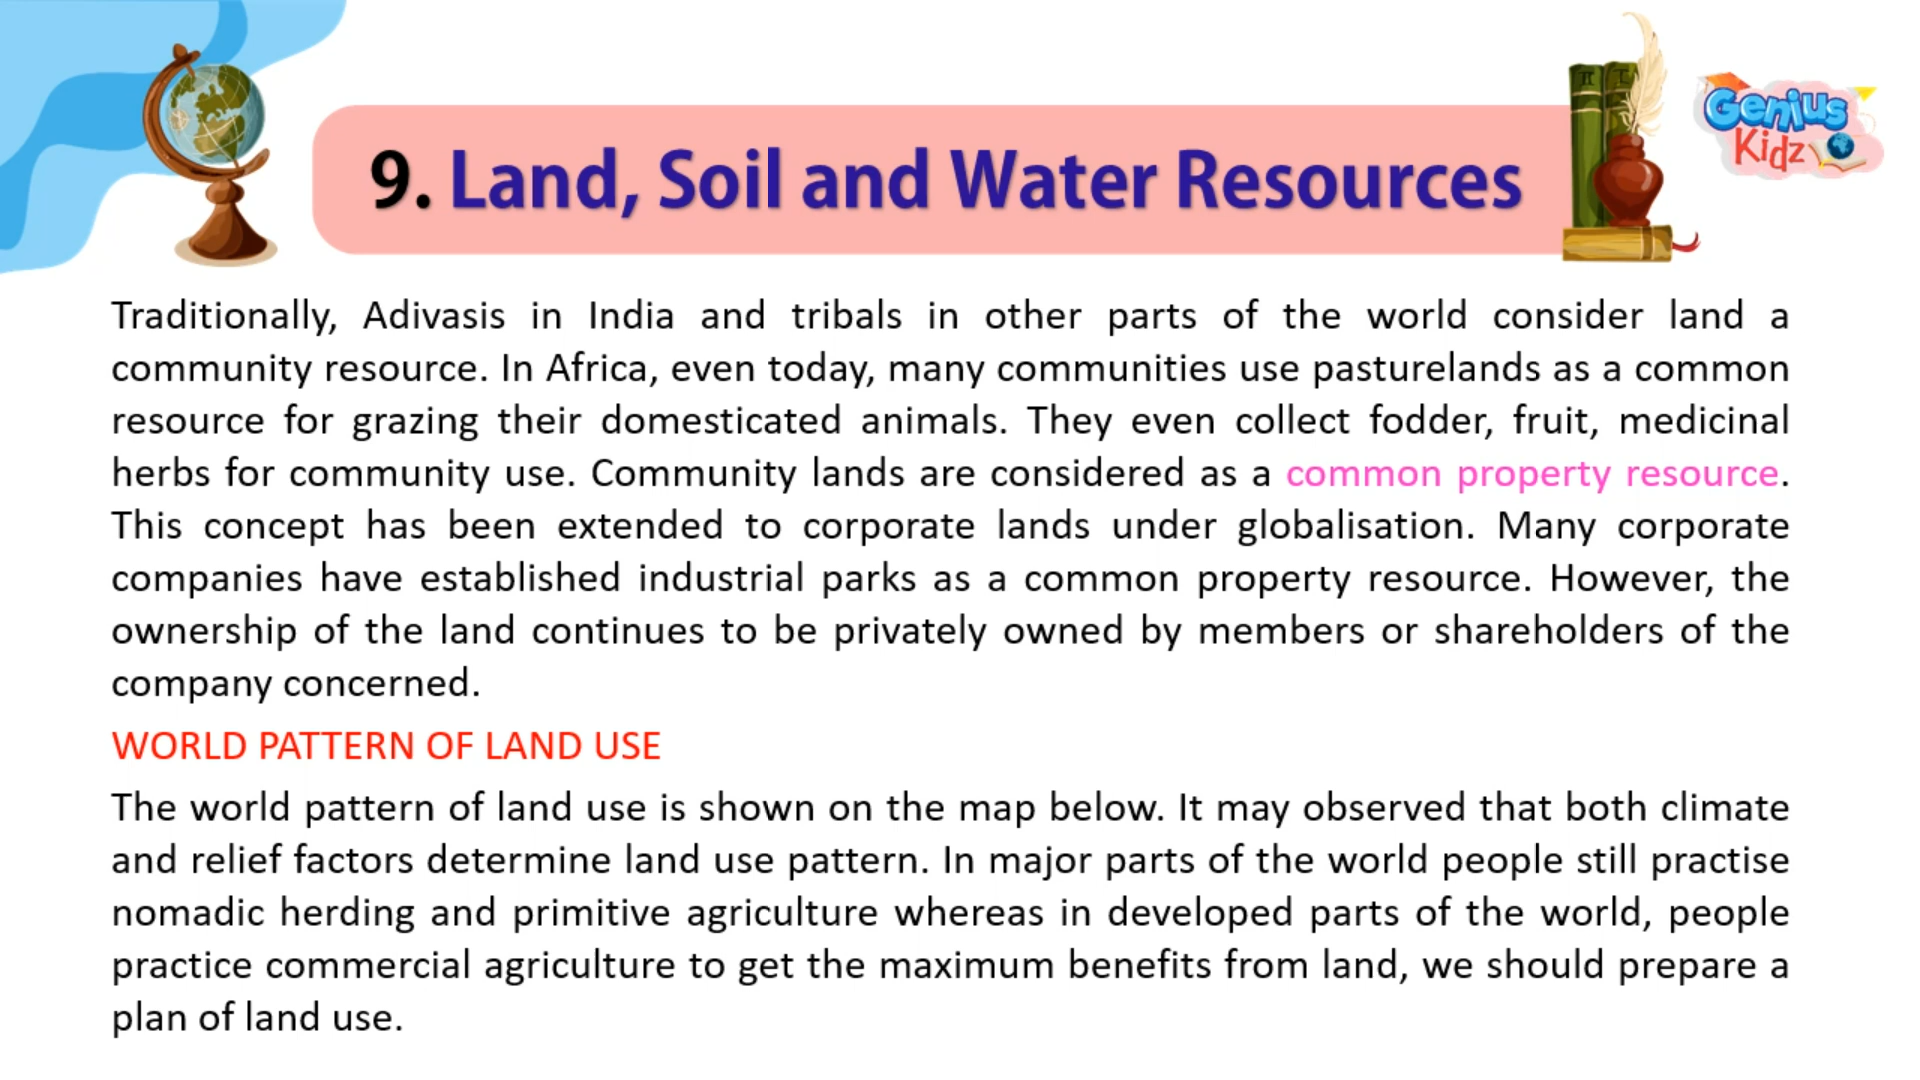 Genius
Kidz
9. Land, Soil and Water Resources
Traditionally, Adivasis in India and tribals in other parts of the world consider land a
community resource. In Africa, even today, many communities use pasturelands as a common
resource for grazing their domesticated animals. They even collect fodder, fruit, medicinal
herbs for community use. Community lands are considered as a common property resource.
This concept has been extended to corporate lands under globalisation. Many corporate
companies have established industrial parks as a common property resource. However, the
ownership of the land continues to be privately owned by members or shareholders of the
company concerned.
WORLD PATTERN OF LAND USE
The world pattern of land use is shown on the map below. It may observed that both climate
and relief factors determine land use pattern. In major parts of the world people still practise
nomadic herding and primitive agriculture whereas in developed parts of the world, people
practice commercial agriculture to get the maximum benefits from land, we should prepare a
plan of land use.